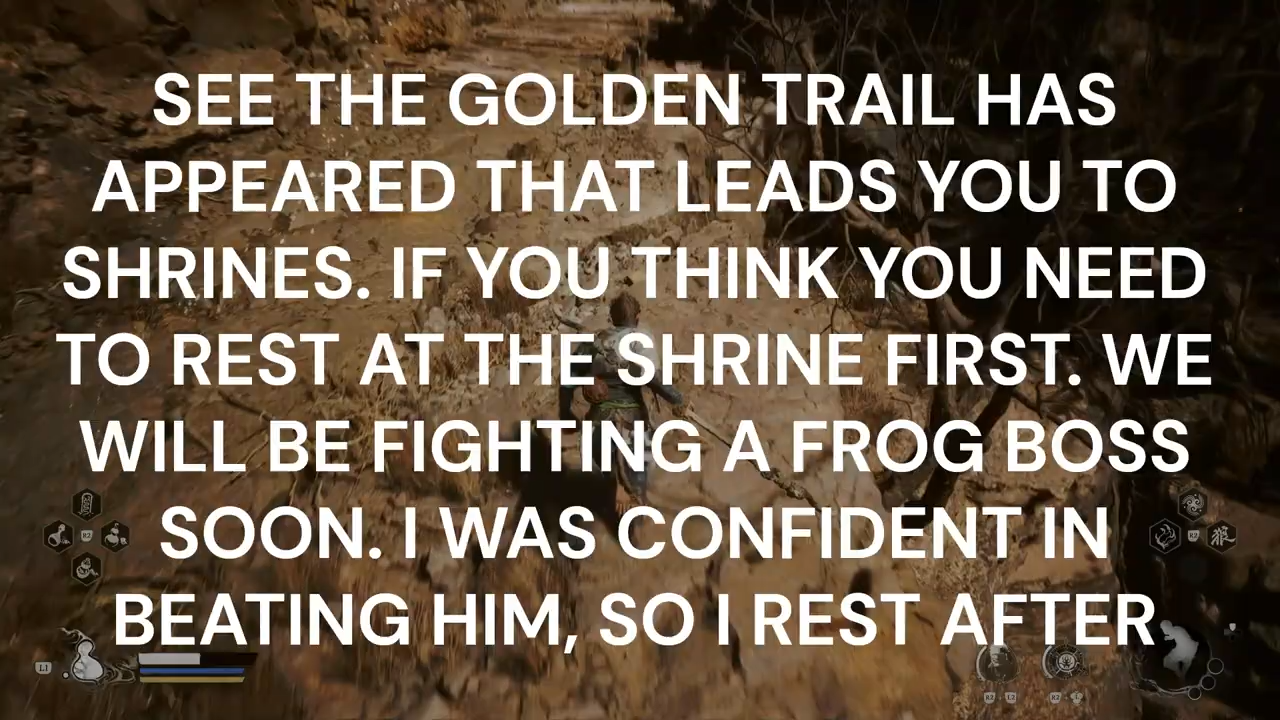 SEE THE GOLDEN TRAIL HAS
APPEARED THAT LEADS YOU TO
SHRINES. IF YOU THINK YOU NEED
TO REST AT THE SHRINE FIRST. WE
WILL BE FIGHTING A FROG BOSS
SOON. I WAS CONFIDENT IN
BEATING HIM, SO I REST AFTER
L1